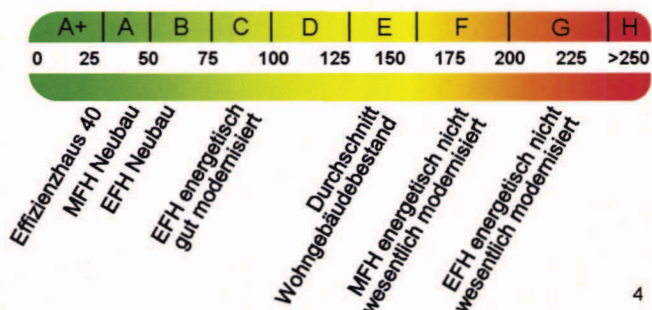 A+ A B C D E F G H
0 25 50 75 100 125 150 175 200 225 >250
Effizienzhaus 40
MFH Neubau
EFH Neubau
EFH energetisch
gut modernisiert
Durchschnitt
Wohngebäudebestand
MFH energetisch nicht
wesentlich modernisiert
EFH energetisch nicht
wesentlich modernisiert
4